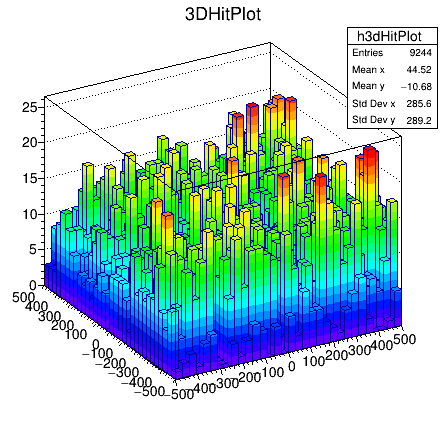 3DHitPlot
h3dHitPlot
Entries 9244
Mean x 44.52
Mean y −10.68
Std Dev x 285.6
Std Dev y 289.2
25
20
15
10
5
0
500
400
300
200
100
0
−100
−200
−300
−400
−500
−500−400−300−200−100 0 100 200 300 400 500